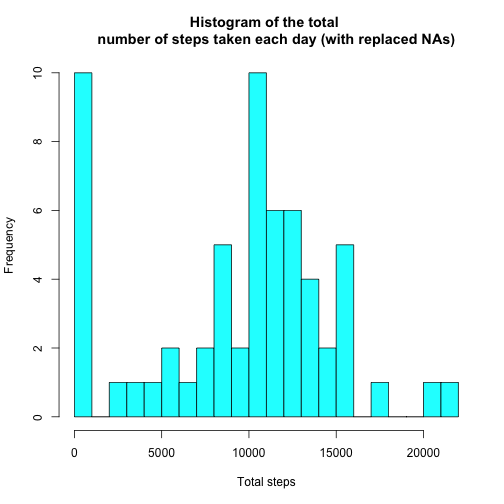 Histogram of the total
number of steps taken each day (with replaced NAs)
Frequency
10
8
6
4
2
0
0 5000 10000 15000 20000
Total steps